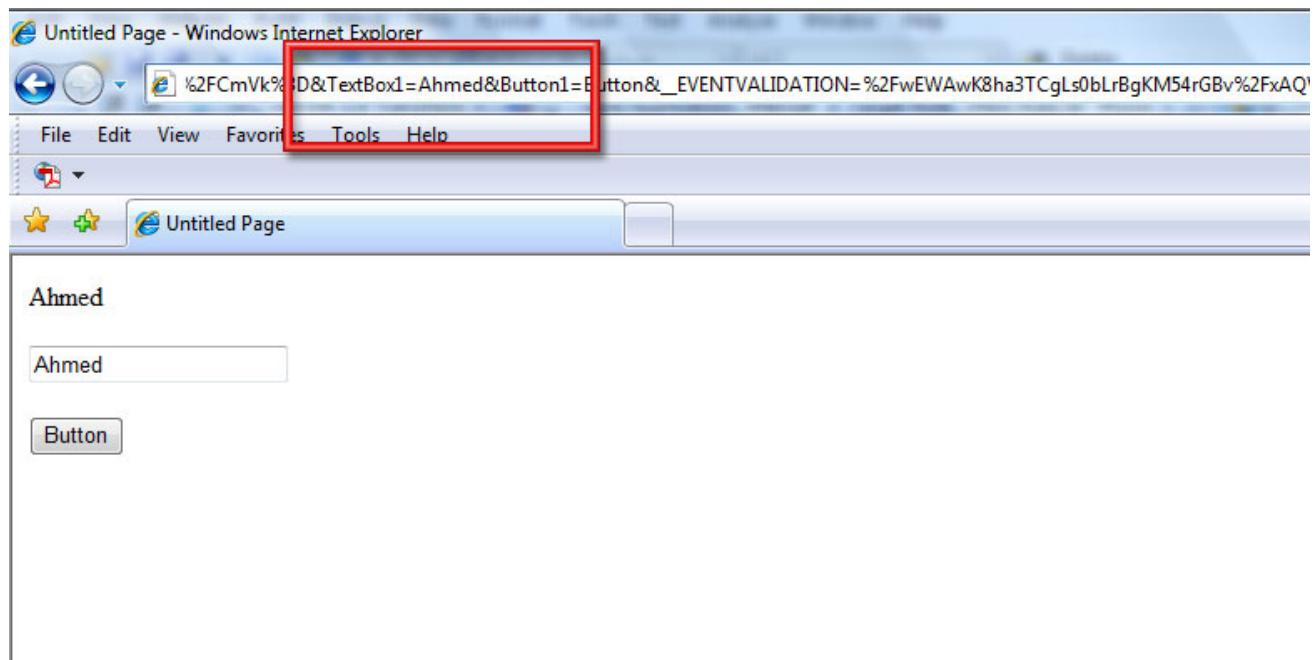 Untitled Page - Windows Internet Explorer
%2FCmVk%3D&TextBox1=Ahmed&Button1=Button&__EVENTVALIDATION=%2FwEWAwK8ha3TCgLs0bLrBgKM54rGBv%2FxAQ
File Edit View Favorites Tools Help
Untitled Page
Ahmed
Ahmed
Button